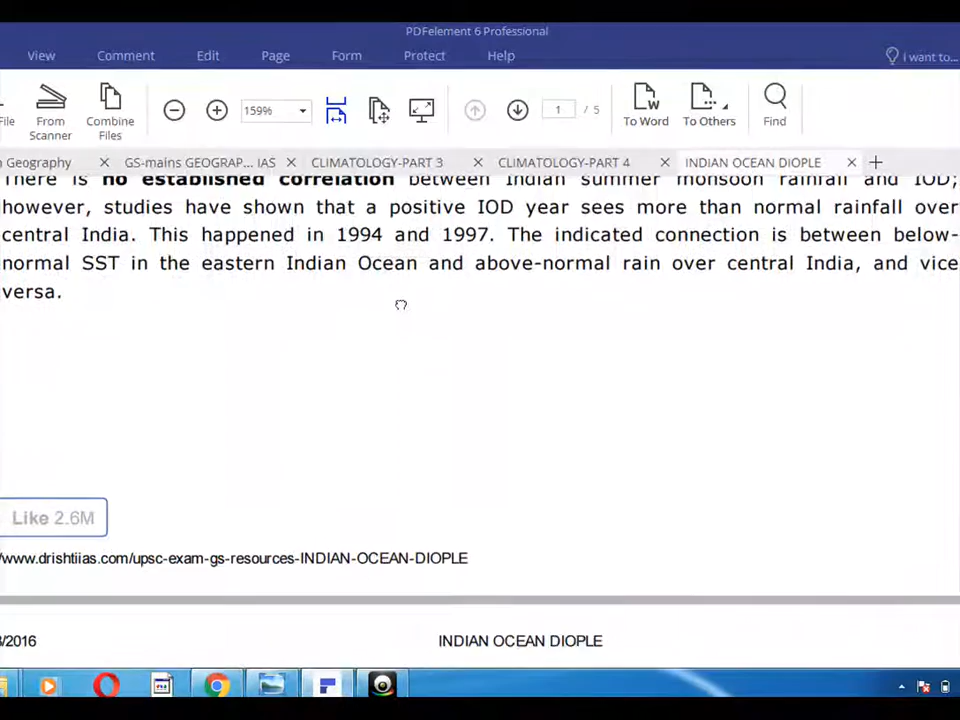 PDFelement 6 Professional
View Comment Edit Page Form Protect Help I want to...
File From Scanner Combine Files 159% 1 / 5 To Word To Others Find
n Geography GS-mains GEOGRAP... IAS CLIMATOLOGY-PART 3 CLIMATOLOGY-PART 4 INDIAN OCEAN DIOPLE
There is no established correlation between Indian summer monsoon rainfall and IOD;
however, studies have shown that a positive IOD year sees more than normal rainfall over
central India. This happened in 1994 and 1997. The indicated connection is between below-
normal SST in the eastern Indian Ocean and above-normal rain over central India, and vice
versa.
Like 2.6M
/www.drishtiias.com/upsc-exam-gs-resources-INDIAN-OCEAN-DIOPLE
/2016 INDIAN OCEAN DIOPLE